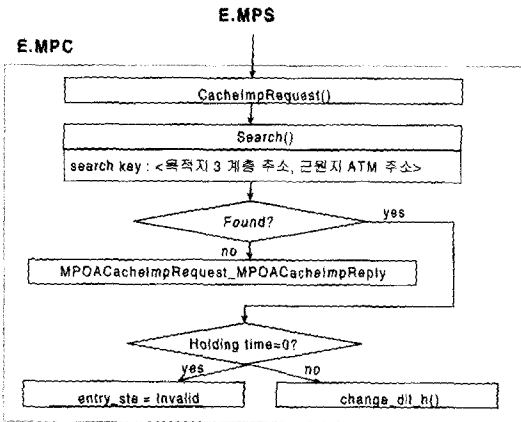 E.MPS
E.MPC
CacheImpRequest()
Search()
search key : <목적지 3 계층 주소, 근원지 ATM 주소>
Found?
yes
no
MPOACacheImpRequest_MPOACacheImpReply
Holding time=0?
yes
no
entry_ste = Invalid
change_dlt_h()